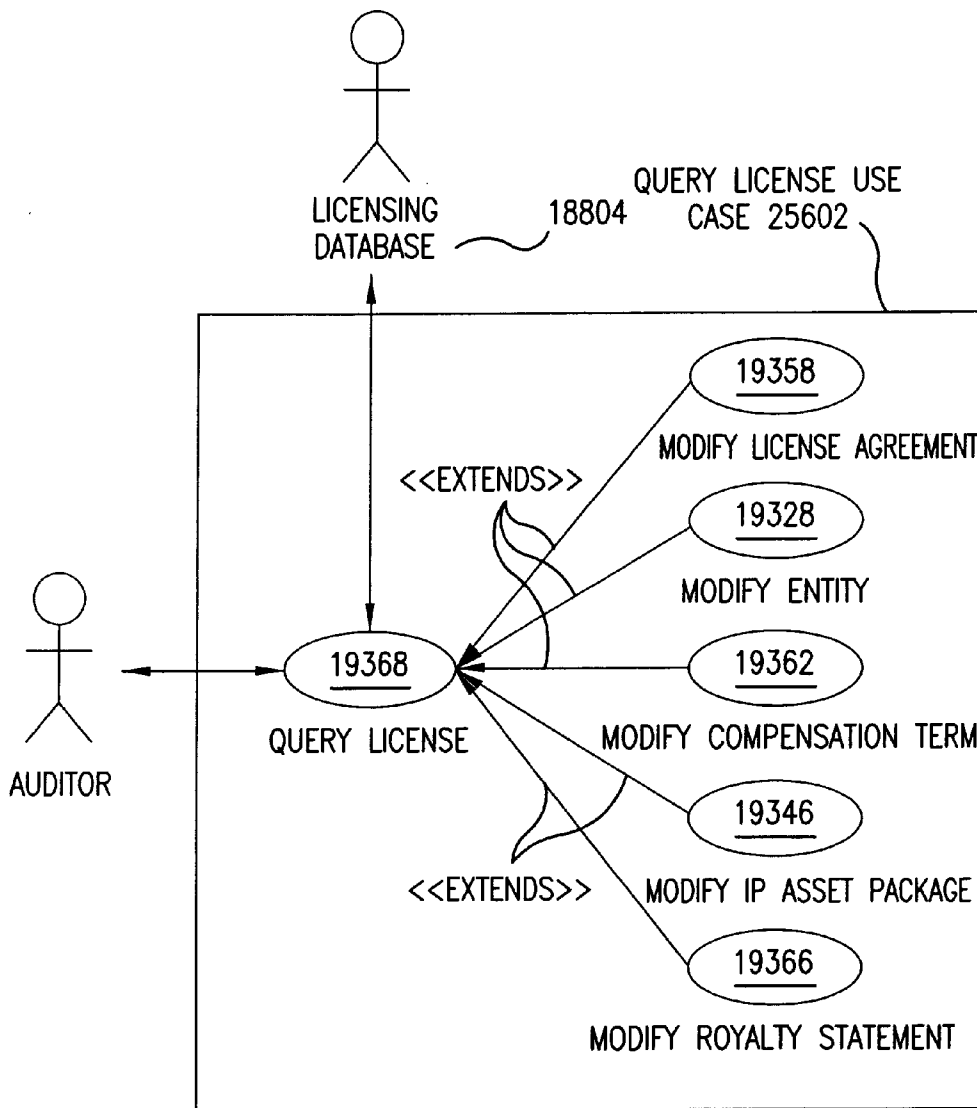 LICENSING
DATABASE
18804
QUERY LICENSE USE
CASE 25602
19358
MODIFY LICENSE AGREEMENT
<<EXTENDS>>
19328
MODIFY ENTITY
19368
QUERY LICENSE
19362
MODIFY COMPENSATION TERM
AUDITOR
19346
MODIFY IP ASSET PACKAGE
<<EXTENDS>>
19366
MODIFY ROYALTY STATEMENT